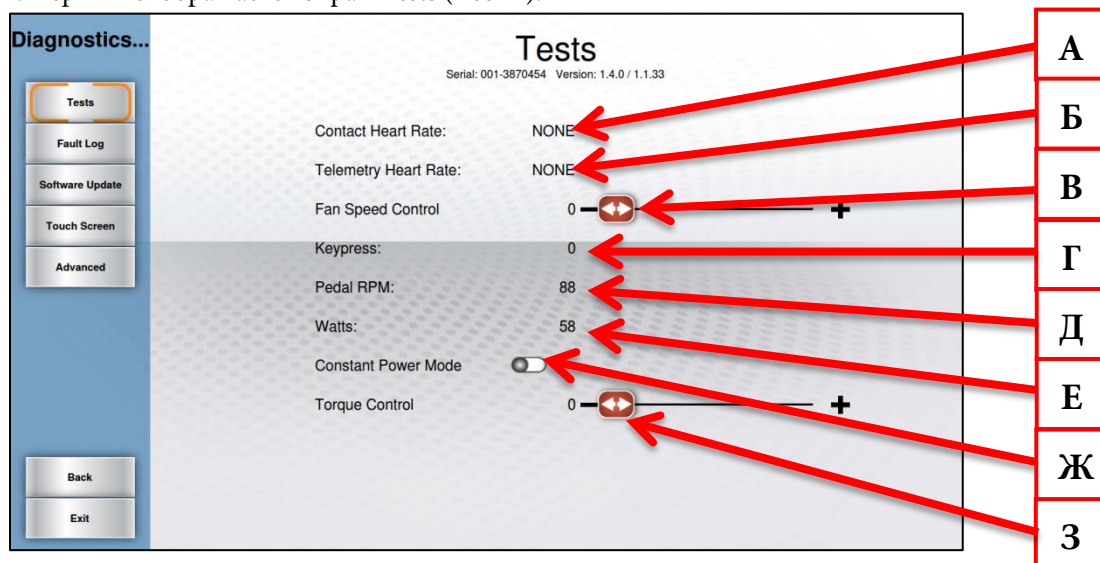 Diagnostics...
Tests
Serial: 001-3870454 Version: 1.4.0 / 1.1.33
Tests
Fault Log
Software Update
Touch Screen
Advanced
Back
Exit
Contact Heart Rate: NONE
Telemetry Heart Rate: NONE
Fan Speed Control 0
Keypress: 0
Pedal RPM: 88
Watts: 58
Constant Power Mode
Torque Control 0
А
Б
В
Г
Д
Е
Ж
З